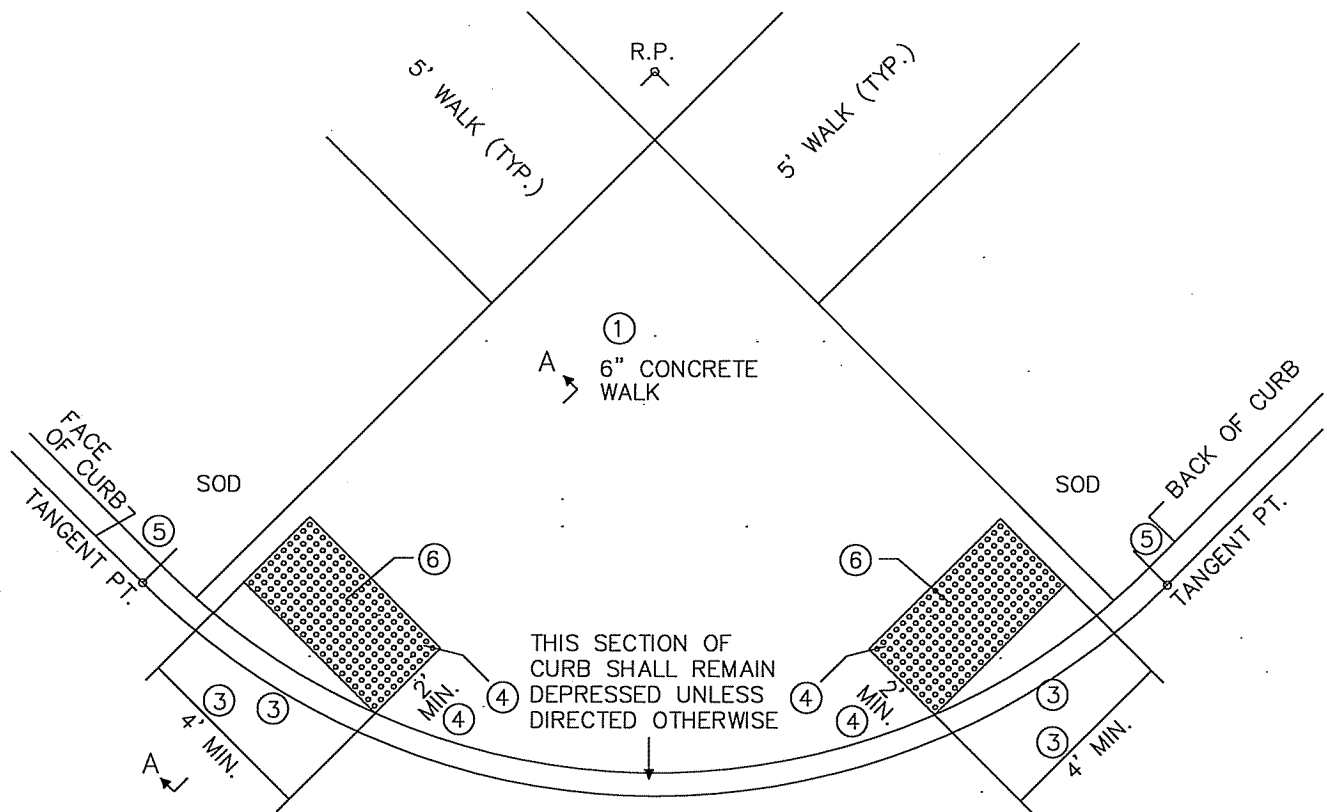 R.P.
5' WALK (TYP.)
5' WALK (TYP.)
1
A
6" CONCRETE
WALK
FACE
OF CURB
SOD
SOD
BACK OF CURB
5
5
TANGENT PT.
TANGENT PT.
6
6
THIS SECTION OF
CURB SHALL REMAIN
DEPRESSED UNLESS
DIRECTED OTHERWISE
4
4
2'
MIN.
4
2'
MIN.
4
3
3
3
3
4' MIN.
4' MIN.
A